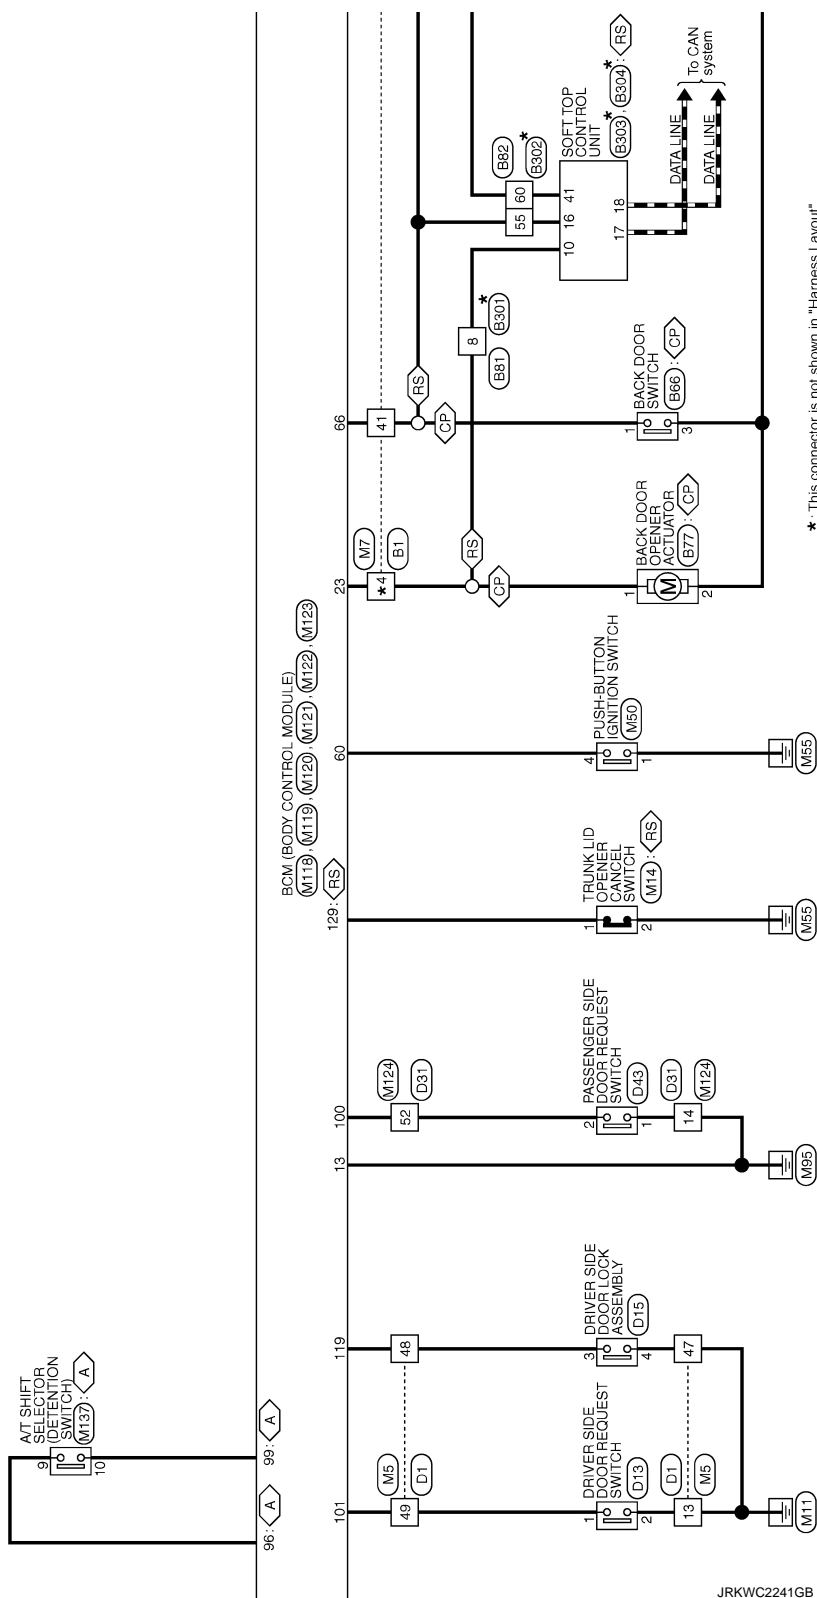 A/T SHIFT
SELECTOR
(DETENTION
SWITCH)
M137 : A
9
10
96 : A
99 : A
BCM (BODY CONTROL MODULE)
M118 , M119 , M120 , M121 , M122 , M123
101
119
13
100
129 : RS
60
23
66
49
M5
D1
48
52
M124
D31
*4
M7
B1
41
RS
CP
RS
CP
8
*
B81
B301
55
60
B82
*
B302
10
16
41
17
18
SOFT TOP
CONTROL
UNIT
* *
B303 , B304 : RS
DATA LINE
DATA LINE
To CAN
system
1
2
DRIVER SIDE
DOOR REQUEST
SWITCH
D13
3
4
DRIVER SIDE
DOOR LOCK
ASSEMBLY
D15
2
1
PASSENGER SIDE
DOOR REQUEST
SWITCH
D43
1
2
TRUNK LID
OPENER
CANCEL
SWITCH
M14 : RS
4
1
PUSH-BUTTON
IGNITION SWITCH
M50
1
2
M
BACK DOOR
OPENER
ACTUATOR
B77 : CP
1
3
BACK DOOR
SWITCH
B66 : CP
13
D1
M5
47
14
D31
M124
M11
M95
M55
M55
* : This connector is not shown in "Harness Layout"
JRKWC2241GB